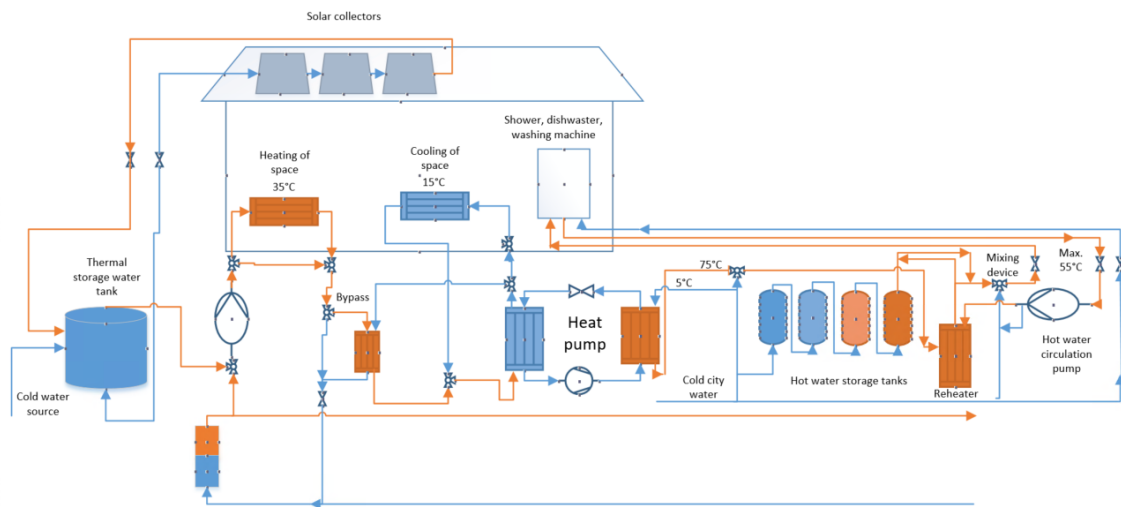 Solar collectors
Shower, dishwaster,
washing machine
Heating of
space
35°C
Cooling of
space
15°C
Thermal
storage water
tank
Bypass
75°C
5°C
Mixing
device
Max.
55°C
Heat
pump
Cold water
source
Cold city
water
Hot water storage tanks
Reheater
Hot water
circulation
pump